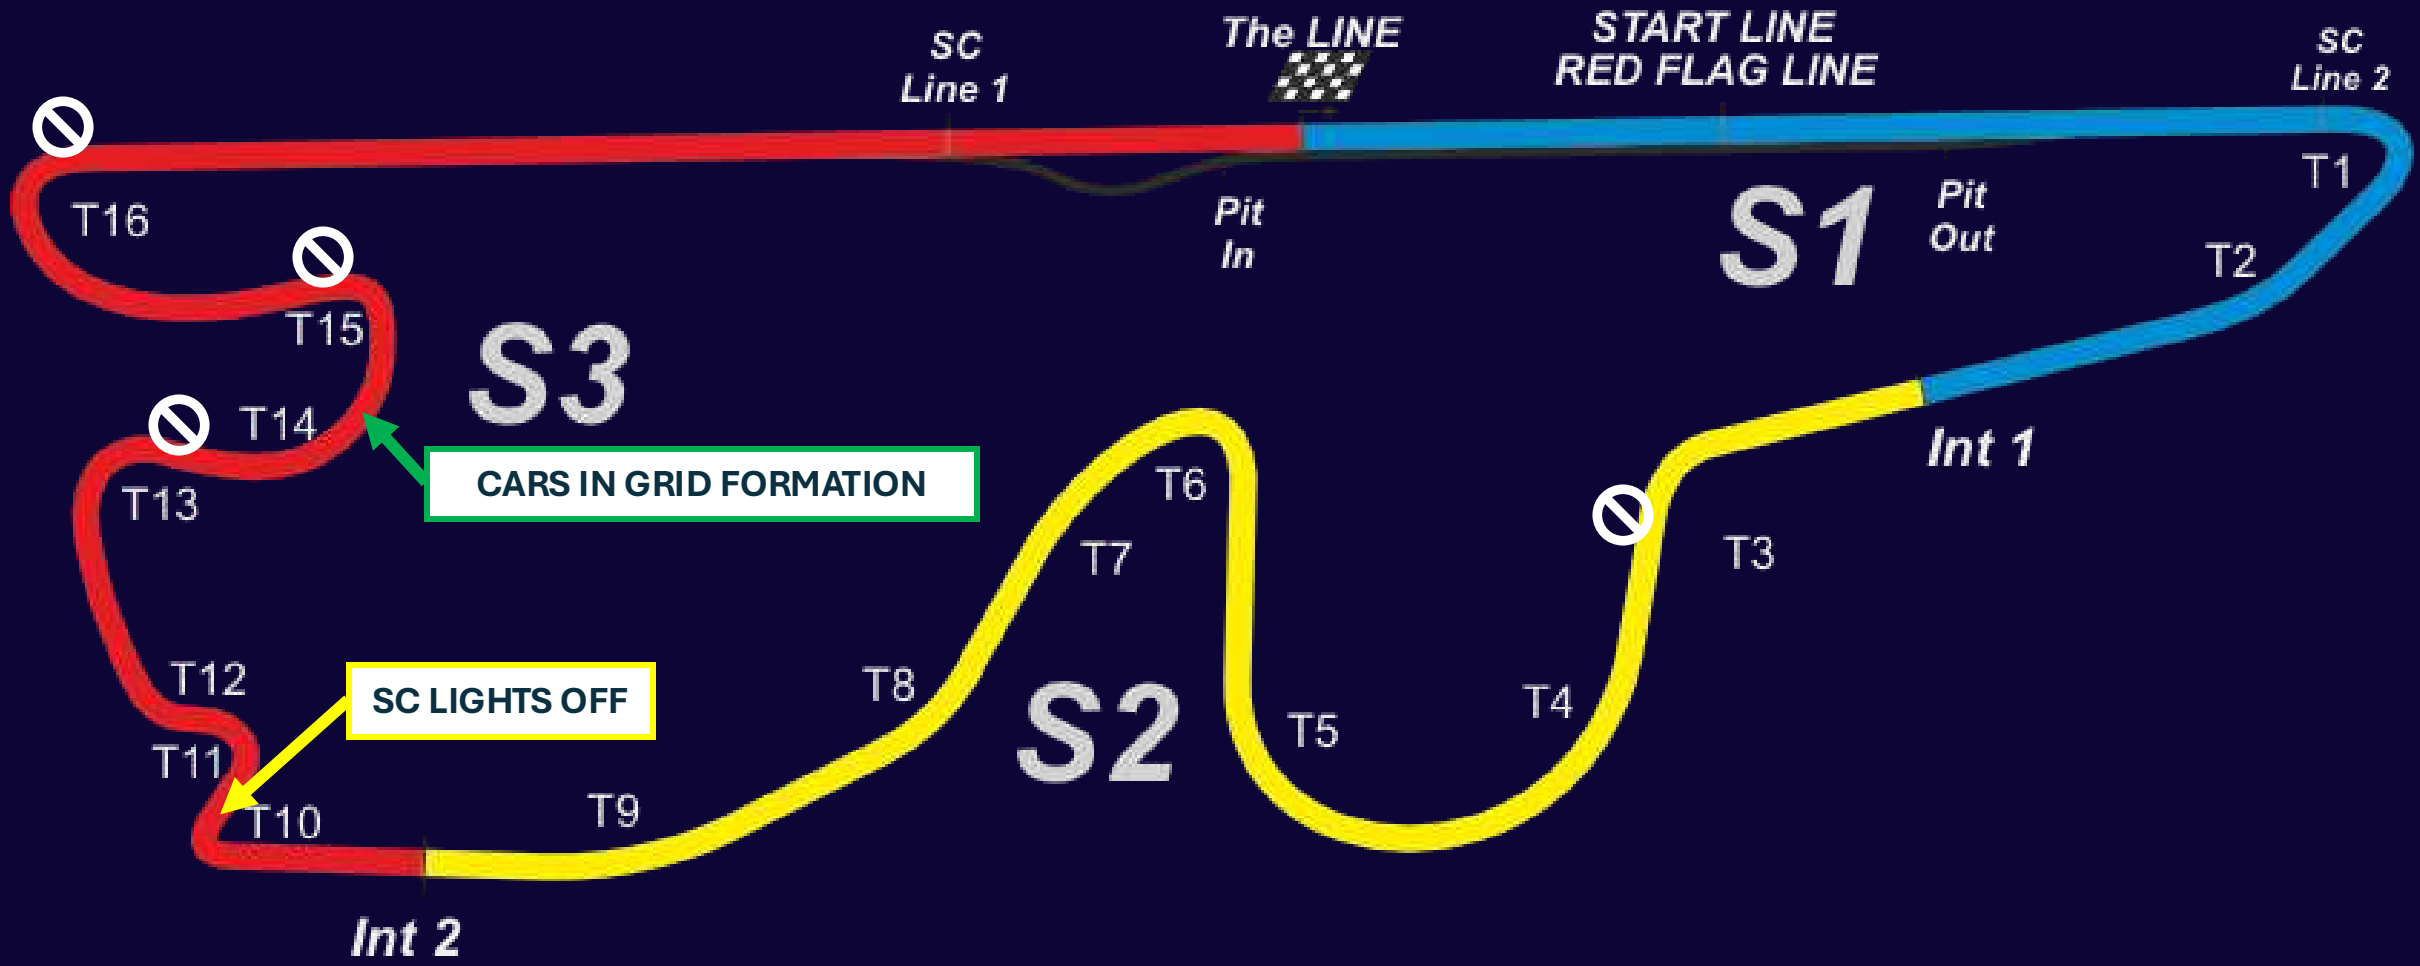 SC
Line 1
The LINE
START LINE
RED FLAG LINE
SC
Line 2
T1
T16
Pit
In
S1
Pit
Out
T2
T15
S3
T14
CARS IN GRID FORMATION
T13
T6
Int 1
T7
T3
T12
SC LIGHTS OFF
T8
S2
T5
T4
T11
T10
T9
Int 2